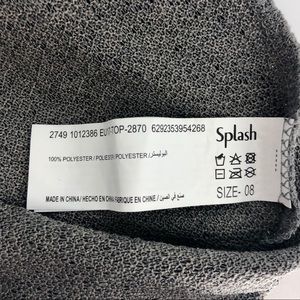 Splash
2749 1012386 EU17-TOP-2870 6292353954268
100% POLYESTER / POLIESTER POLYESTER / البوليستر
MADE IN CHINA / HECHO EN CHINA FABRIQUE EN CHINE / صنع في الصين
SIZE- 08